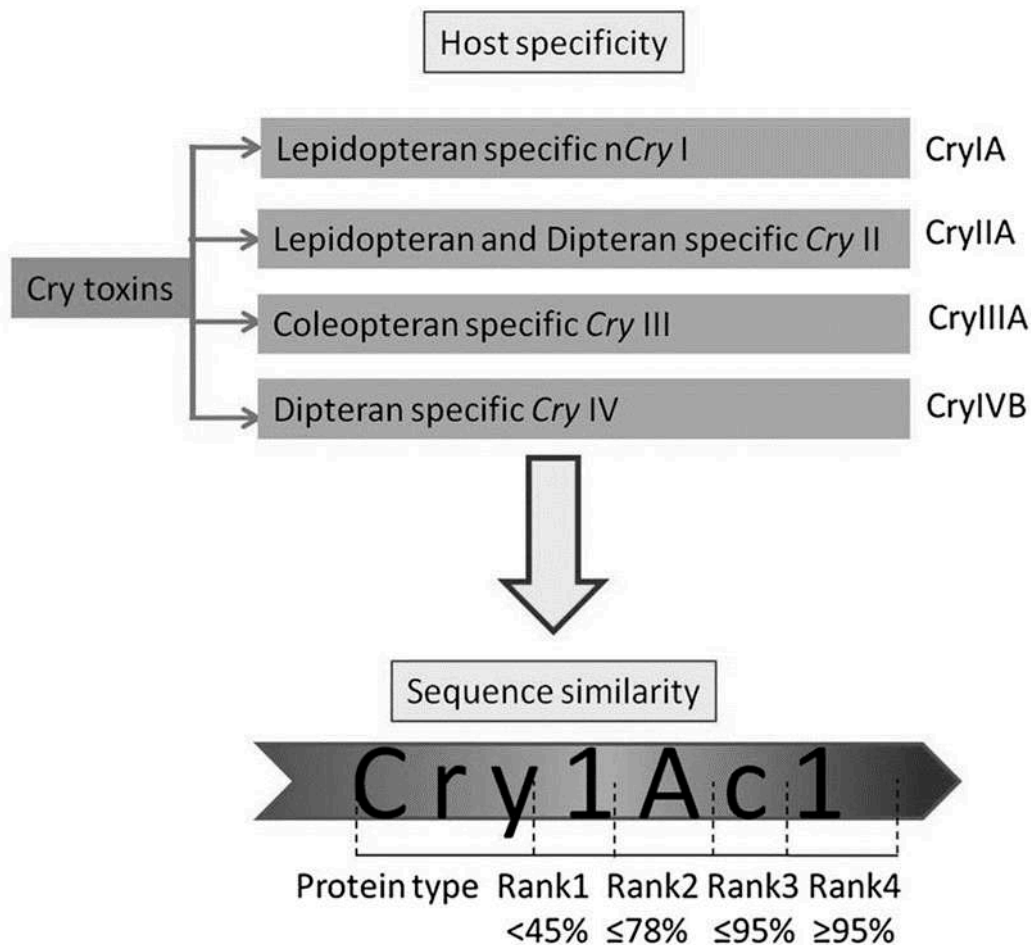 Host specificity
Lepidopteran specific nCry I
CryIA
Lepidopteran and Dipteran specific Cry II
CryIIA
Cry toxins
Coleopteran specific Cry III
CryIIIA
Dipteran specific Cry IV
CryIVB
Sequence similarity
Cry1Ac1
Protein type Rank1 Rank2 Rank3 Rank4
<45% ≤78% ≤95% ≥95%